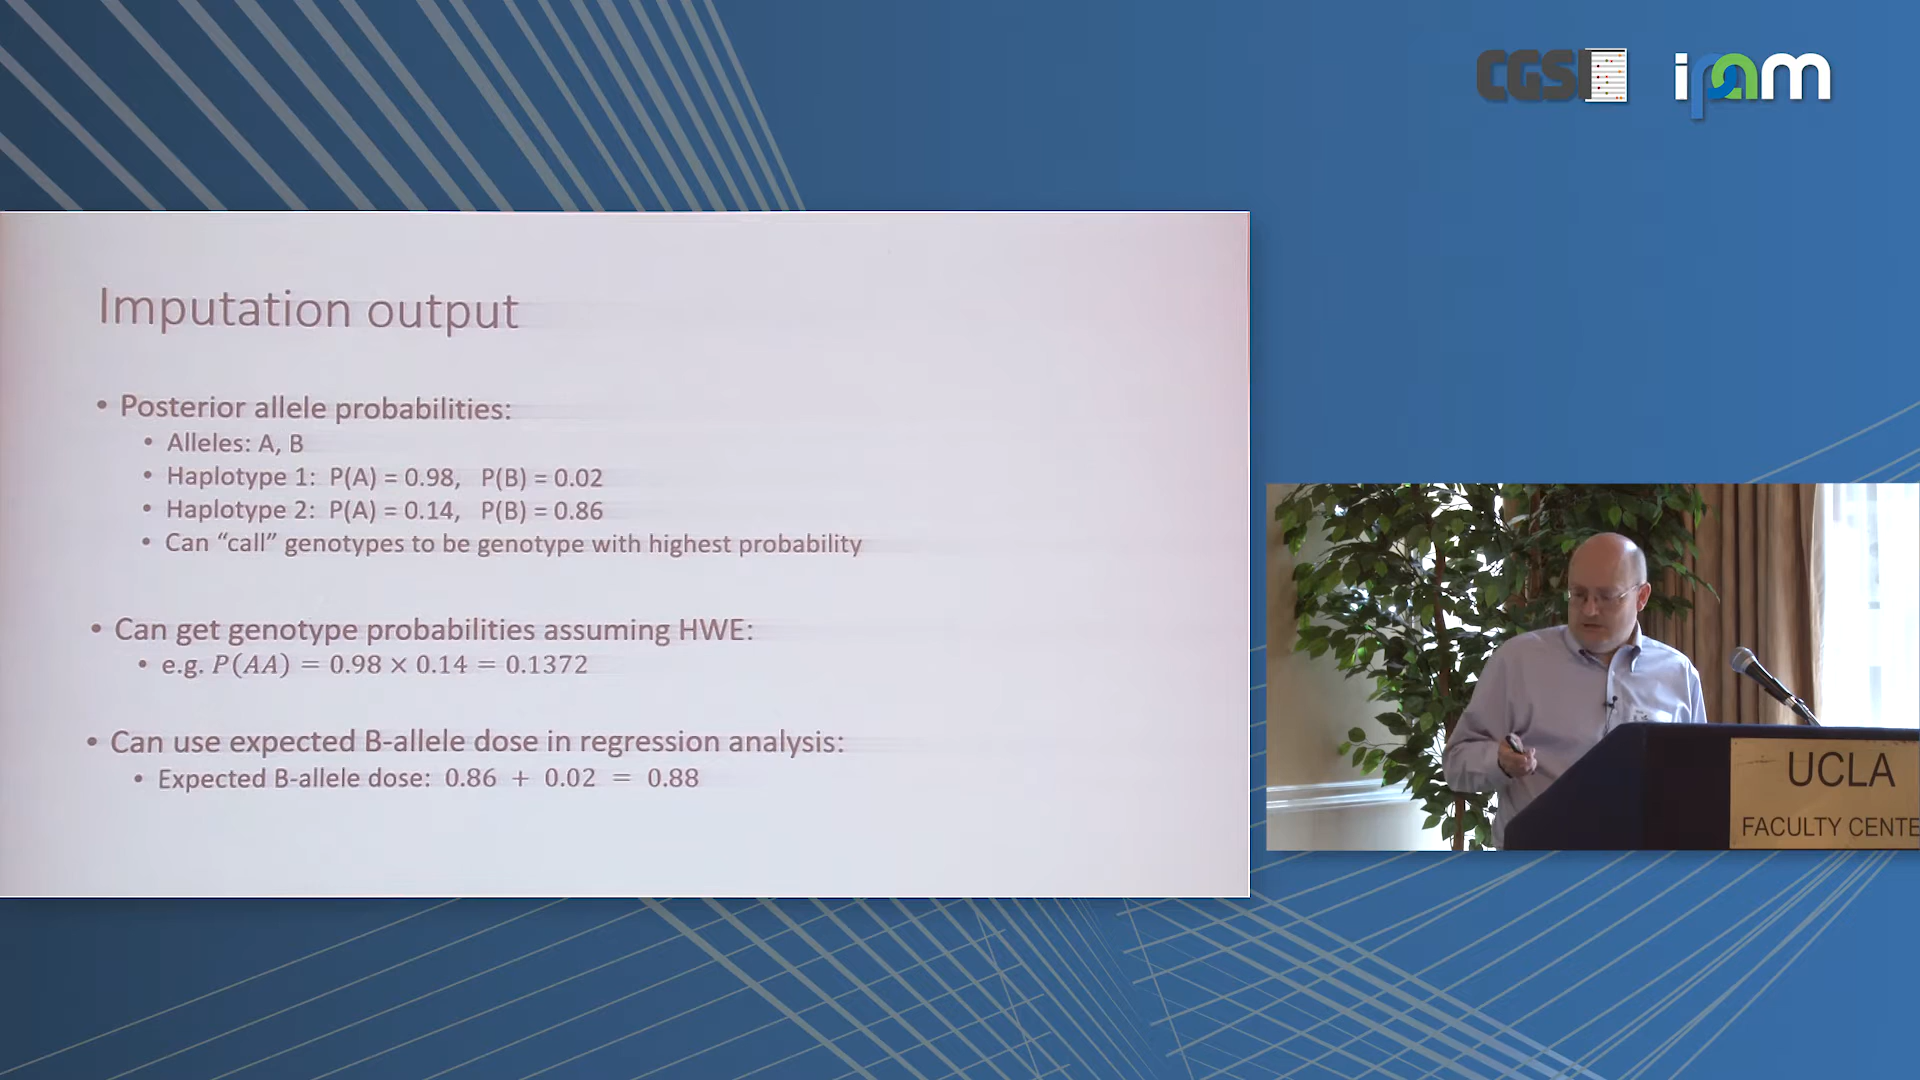 CGSI
ipam
Imputation output
• Posterior allele probabilities:
• Alleles: A, B
• Haplotype 1: P(A) = 0.98, P(B) = 0.02
• Haplotype 2: P(A) = 0.14, P(B) = 0.86
• Can “call” genotypes to be genotype with highest probability
• Can get genotype probabilities assuming HWE:
• e.g. P(AA) = 0.98 × 0.14 = 0.1372
• Can use expected B-allele dose in regression analysis:
• Expected B-allele dose: 0.86 + 0.02 = 0.88
UCLA
FACULTY CENTE